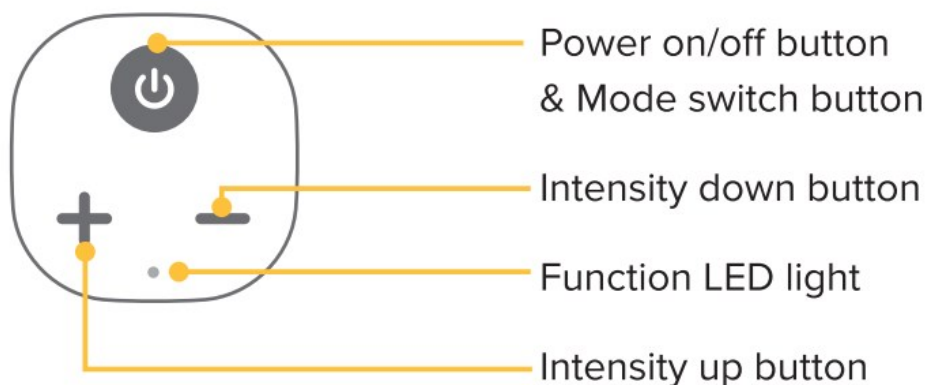 Power on/off button
& Mode switch button
Intensity down button
Function LED light
Intensity up button